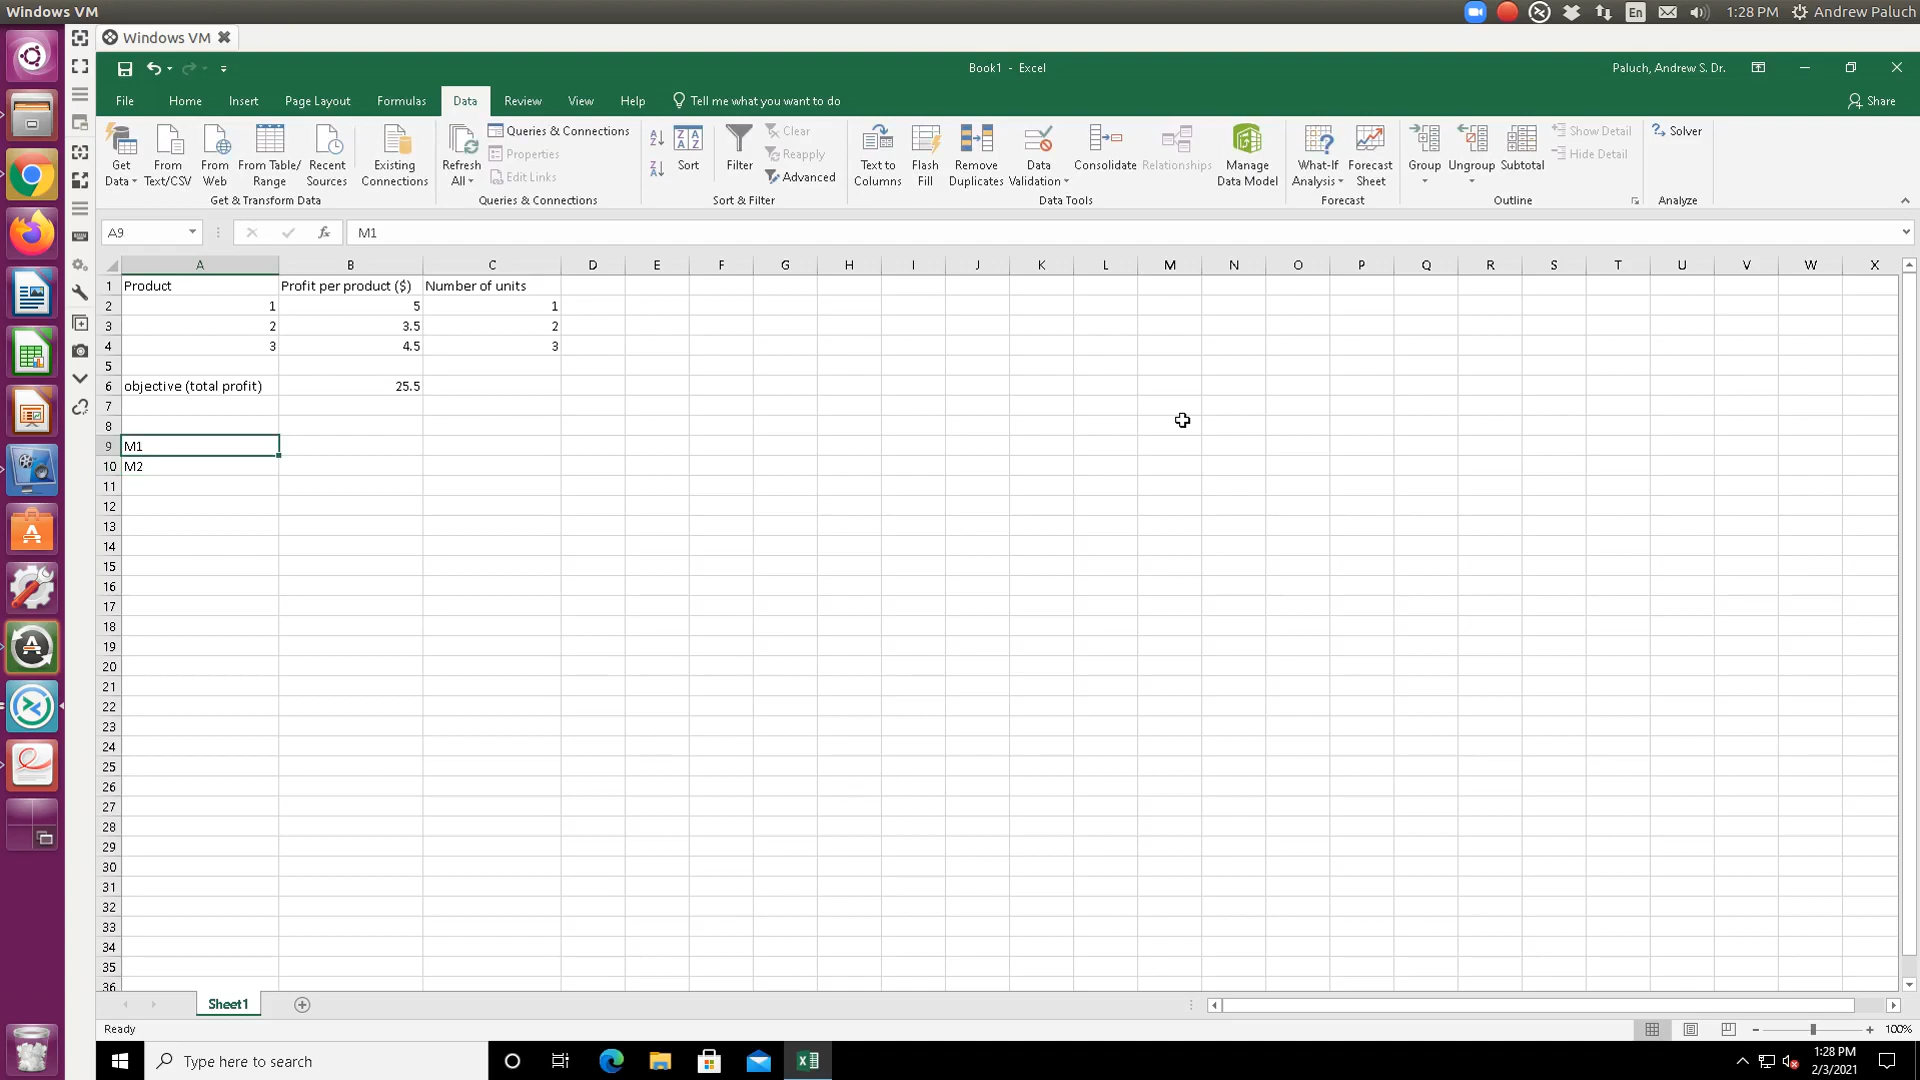 Windows VM
En
1:28 PM
Andrew Paluch
Windows VM
Book1 - Excel
Paluch, Andrew S. Dr.
File
Home
Insert
Page Layout
Formulas
Data
Review
View
Help
Tell me what you want to do
Share
Get Data
From Text/CSV
From Web
From Table/ Range
Recent Sources
Existing Connections
Get & Transform Data
Refresh All
Queries & Connections
Properties
Edit Links
Queries & Connections
Sort
Filter
Clear
Reapply
Advanced
Sort & Filter
Text to Columns
Flash Fill
Remove Duplicates
Data Validation
Consolidate
Relationships
Manage Data Model
Data Tools
What-If Analysis
Forecast Sheet
Forecast
Group
Ungroup
Subtotal
Show Detail
Hide Detail
Outline
Solver
Analyze
A9
fx
M1
A B C D E F G H I J K L M N O P Q R S T U V W X
1 Product Profit per product ($) Number of units
2 1 5 1
3 2 3.5 2
4 3 4.5 3
5
6 objective (total profit) 25.5
7
8
9 M1
10 M2
11
12
13
14
15
16
17
18
19
20
21
22
23
24
25
26
27
28
29
30
31
32
33
34
35
36
Sheet1
Ready
100%
Type here to search
1:28 PM
2/3/2021